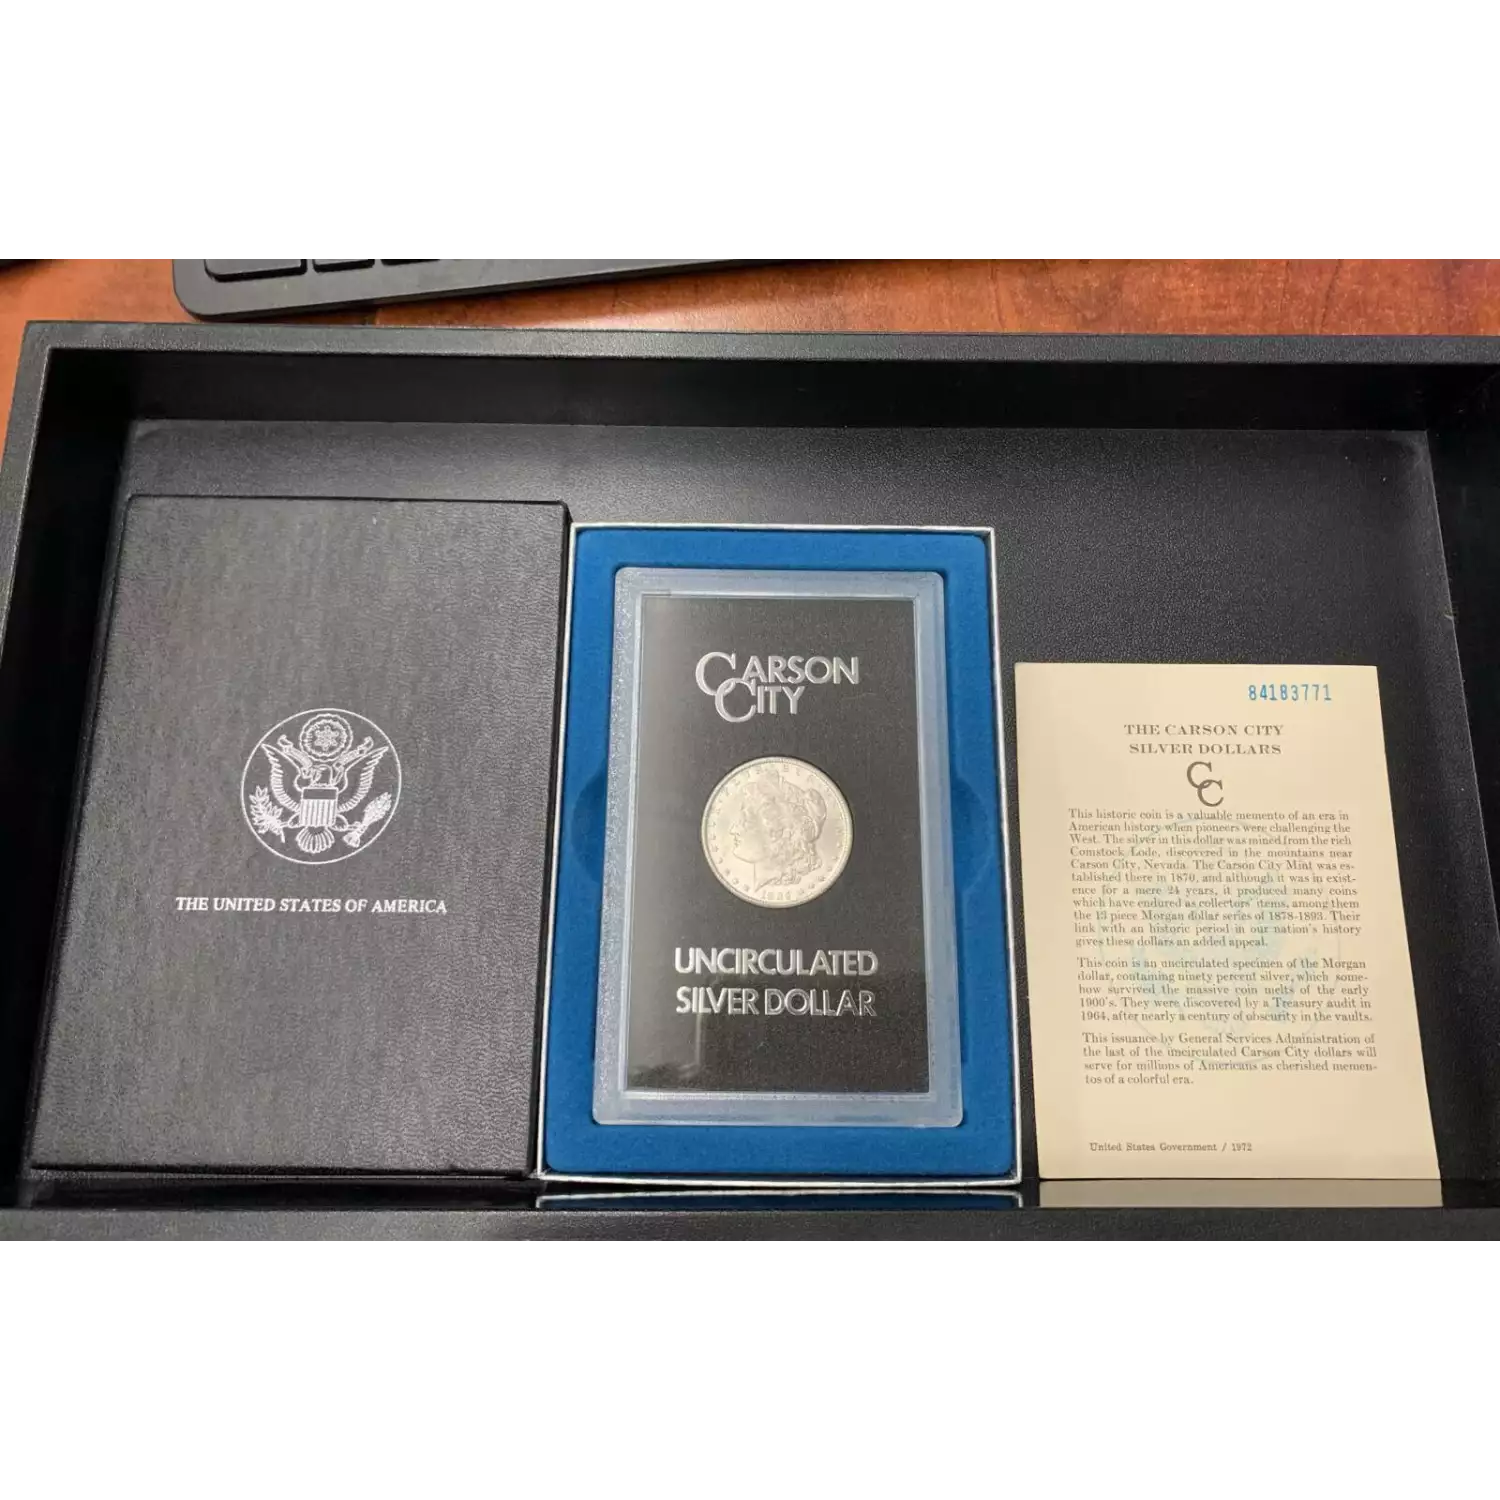 THE UNITED STATES OF AMERICA
CARSON
CITY
UNCIRCULATED
SILVER DOLLAR
84183771
THE CARSON CITY
SILVER DOLLARS
CC
This historic coin is a valuable memento of an era in
American history when pioneers were challenging the
West. The silver in this dollar was mined from the rich
Comstock Lode, discovered in the mountains near
Carson City, Nevada. The Carson City Mint was es-
tablished there in 1870, and although it was in exist-
ence for a mere 24 years, it produced many coins
which have endured as collectors' items, among them
the 13 piece Morgan dollar series of 1878-1893. Their
link with an historic period in our nation's history
gives these dollars an added appeal.
This coin is an uncirculated specimen of the Morgan
dollar, containing ninety percent silver, which some-
how survived the massive coin melts of the early
1900's. They were discovered by a Treasury audit in
1964, after nearly a century of obscurity in the vaults.
This issuance by General Services Administration of
the last of the uncirculated Carson City dollars will
serve for millions of Americans as cherished memen-
tos of a colorful era.
United States Government / 1972